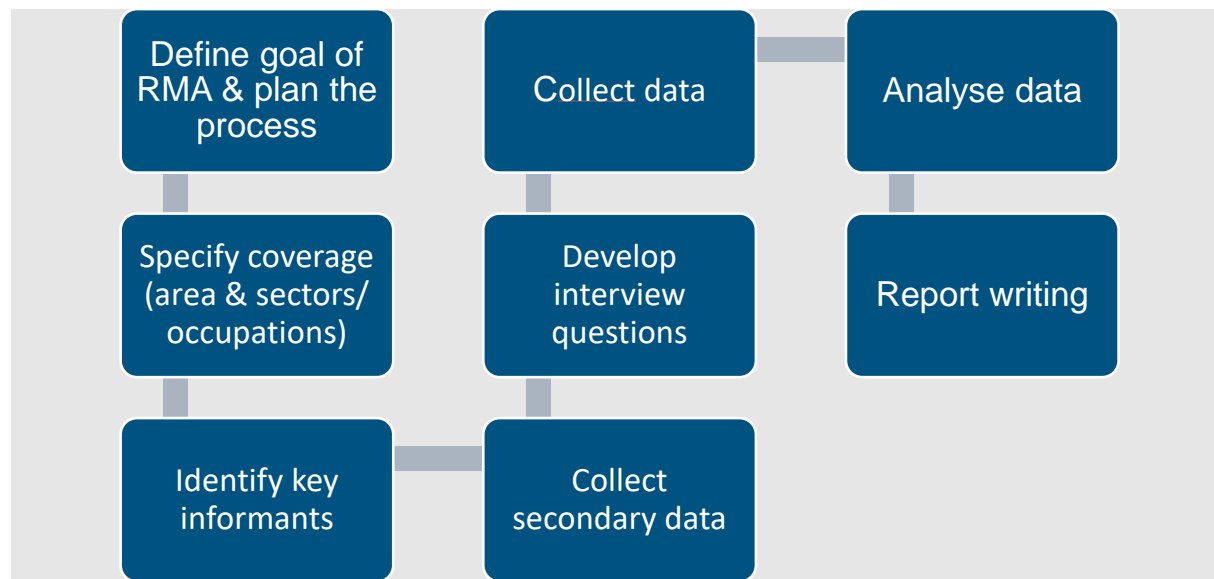 Define goal of
RMA & plan the
process
Specify coverage
(area & sectors/
occupations)
Identify key
informants
Collect
secondary data
Develop
interview
questions
Collect data
Analyse data
Report writing